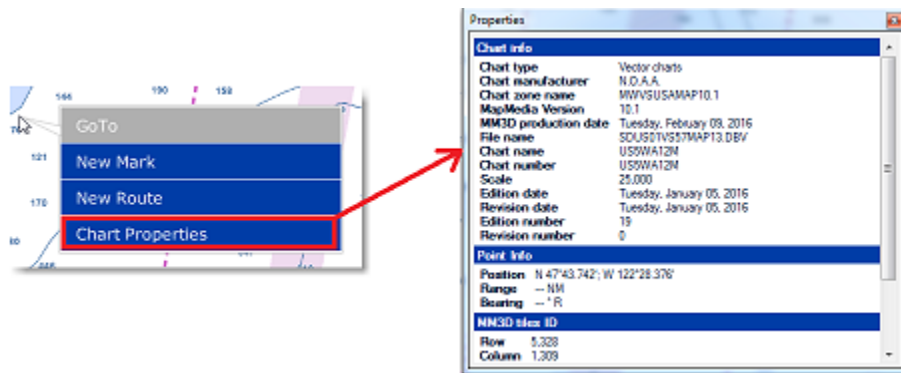 166
190
158
121
170
GoTo
New Mark
New Route
Chart Properties
Properties
Chart info
Chart type Vector charts
Chart manufacturer N.O.A.A.
Chart zone name MWVSUSAMAP10.1
MapMedia Version 10.1
MM3D production date Tuesday, February 09, 2016
File name SDUS01VS57MAP13.DBV
Chart name US5WA12M
Chart number US5WA12M
Scale 25,000
Edition date Tuesday, January 05, 2016
Revision date Tuesday, January 05, 2016
Edition number 19
Revision number 0
Point Info
Position N 47°43.742'; W 122°28.376'
Range --- NM
Bearing --- ° R
MM3D tiles ID
Row 5,328
Column 1,309